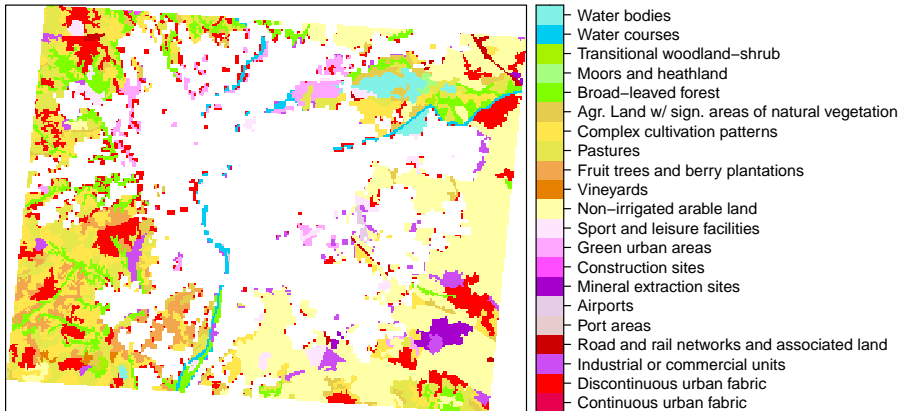 Water bodies
Water courses
Transitional woodland−shrub
Moors and heathland
Broad−leaved forest
Agr. Land w/ sign. areas of natural vegetation
Complex cultivation patterns
Pastures
Fruit trees and berry plantations
Vineyards
Non−irrigated arable land
Sport and leisure facilities
Green urban areas
Construction sites
Mineral extraction sites
Airports
Port areas
Road and rail networks and associated land
Industrial or commercial units
Discontinuous urban fabric
Continuous urban fabric